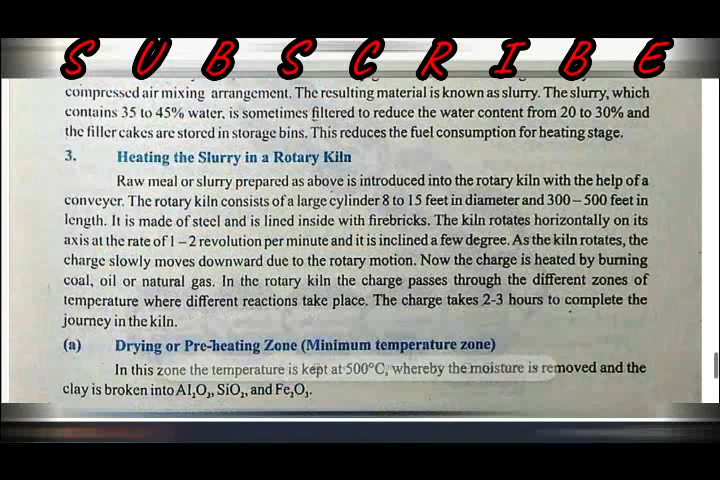 SUBSCRIBE
compressed air mixing arrangement. The resulting material is known as slurry. The slurry, which
contains 35 to 45% water, is sometimes filtered to reduce the water content from 20 to 30% and
the filler cakes are stored in storage bins. This reduces the fuel consumption for heating stage.
3. Heating the Slurry in a Rotary Kiln
Raw meal or slurry prepared as above is introduced into the rotary kiln with the help of a
conveyer. The rotary kiln consists of a large cylinder 8 to 15 feet in diameter and 300 – 500 feet in
length. It is made of steel and is lined inside with firebricks. The kiln rotates horizontally on its
axis at the rate of 1 – 2 revolution per minute and it is inclined a few degree. As the kiln rotates, the
charge slowly moves downward due to the rotary motion. Now the charge is heated by burning
coal, oil or natural gas. In the rotary kiln the charge passes through the different zones of
temperature where different reactions take place. The charge takes 2-3 hours to complete the
journey in the kiln.
(a) Drying or Pre-heating Zone (Minimum temperature zone)
In this zone the temperature is kept at 500°C, whereby the moisture is removed and the
clay is broken into Al₂O₃, SiO₂, and Fe₂O₃.